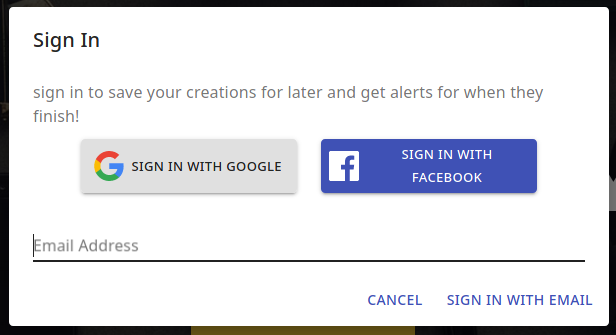 Sign In
sign in to save your creations for later and get alerts for when they
finish!
SIGN IN WITH GOOGLE
SIGN IN WITH
FACEBOOK
Email Address
CANCEL
SIGN IN WITH EMAIL